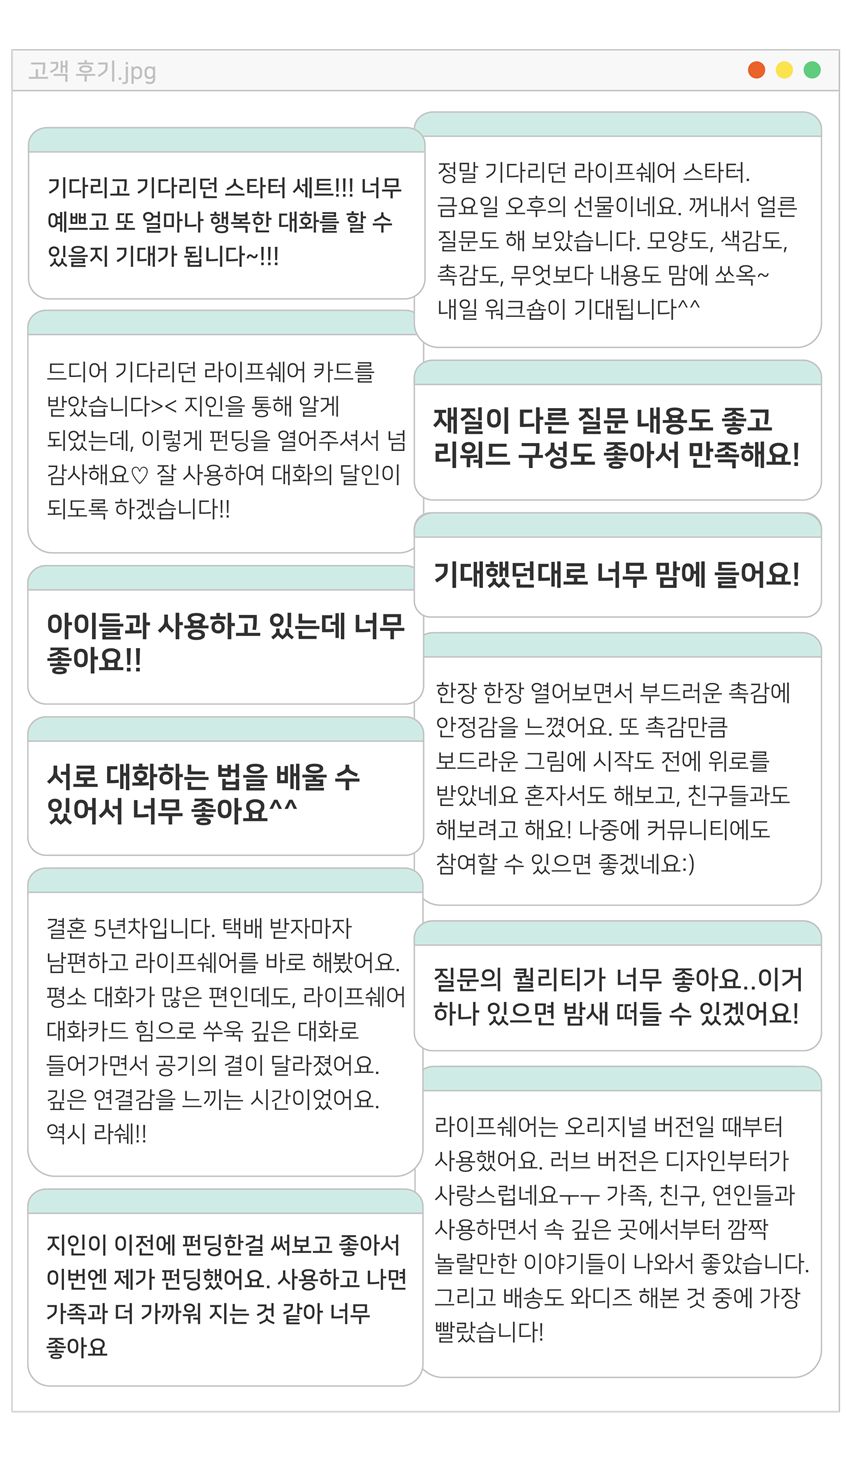 고객 후기.jpg
기다리고 기다리던 스타터 세트!!! 너무
예쁘고 또 얼마나 행복한 대화를 할 수
있을지 기대가 됩니다~!!!
드디어 기다리던 라이프쉐어 카드를
받았습니다>< 지인을 통해 알게
되었는데, 이렇게 펀딩을 열어주셔서 넘
감사해요♡ 잘 사용하여 대화의 달인이
되도록 하겠습니다!!
아이들과 사용하고 있는데 너무
좋아요!!
서로 대화하는 법을 배울 수
있어서 너무 좋아요^^
결혼 5년차입니다. 택배 받자마자
남편하고 라이프쉐어를 바로 해봤어요.
평소 대화가 많은 편인데도, 라이프쉐어
대화카드 힘으로 쑤욱 깊은 대화로
들어가면서 공기의 결이 달라졌어요.
깊은 연결감을 느끼는 시간이었어요.
역시 라쉐!!
지인이 이전에 펀딩한걸 써보고 좋아서
이번엔 제가 펀딩했어요. 사용하고 나면
가족과 더 가까워 지는 것 같아 너무
좋아요
정말 기다리던 라이프쉐어 스타터.
금요일 오후의 선물이네요. 꺼내서 얼른
질문도 해 보았습니다. 모양도, 색감도,
촉감도, 무엇보다 내용도 맘에 쏘옥~
내일 워크숍이 기대됩니다^^
재질이 다른 질문 내용도 좋고
리워드 구성도 좋아서 만족해요!
기대했던대로 너무 맘에 들어요!
한장 한장 열어보면서 부드러운 촉감에
안정감을 느꼈어요. 또 촉감만큼
보드라운 그림에 시작도 전에 위로를
받았네요 혼자서도 해보고, 친구들과도
해보려고 해요! 나중에 커뮤니티에도
참여할 수 있으면 좋겠네요:)
질문의 퀄리티가 너무 좋아요..이거
하나 있으면 밤새 떠들 수 있겠어요!
라이프쉐어는 오리지널 버전일 때부터
사용했어요. 러브 버전은 디자인부터가
사랑스럽네요ㅜㅜ 가족, 친구, 연인들과
사용하면서 속 깊은 곳에서부터 깜짝
놀랄만한 이야기들이 나와서 좋았습니다.
그리고 배송도 와디즈 해본 것 중에 가장
빨랐습니다!